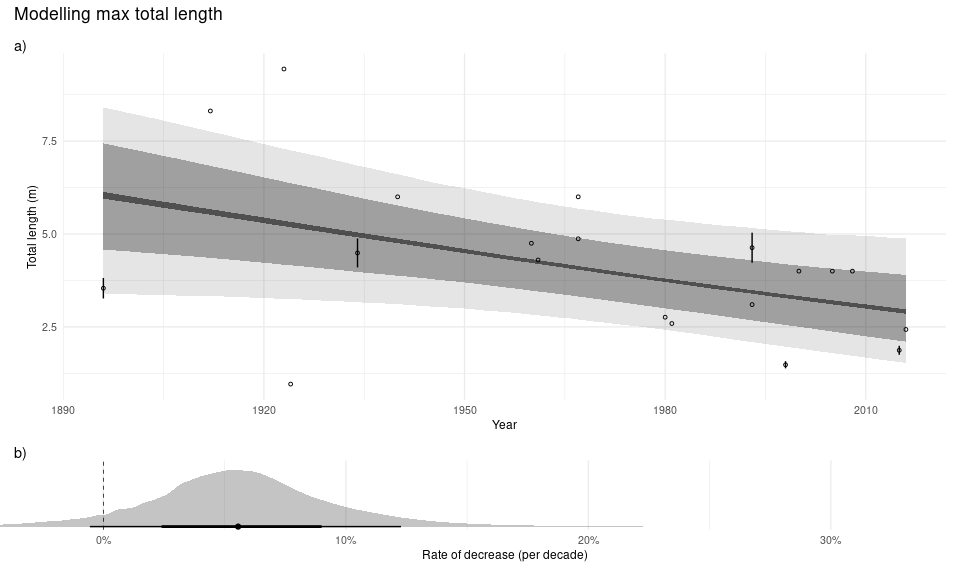 Modelling max total length
a)
7.5
5.0
2.5
Total length (m)
1890 1920 1950 1980 2010
Year
b)
0% 10% 20% 30%
Rate of decrease (per decade)